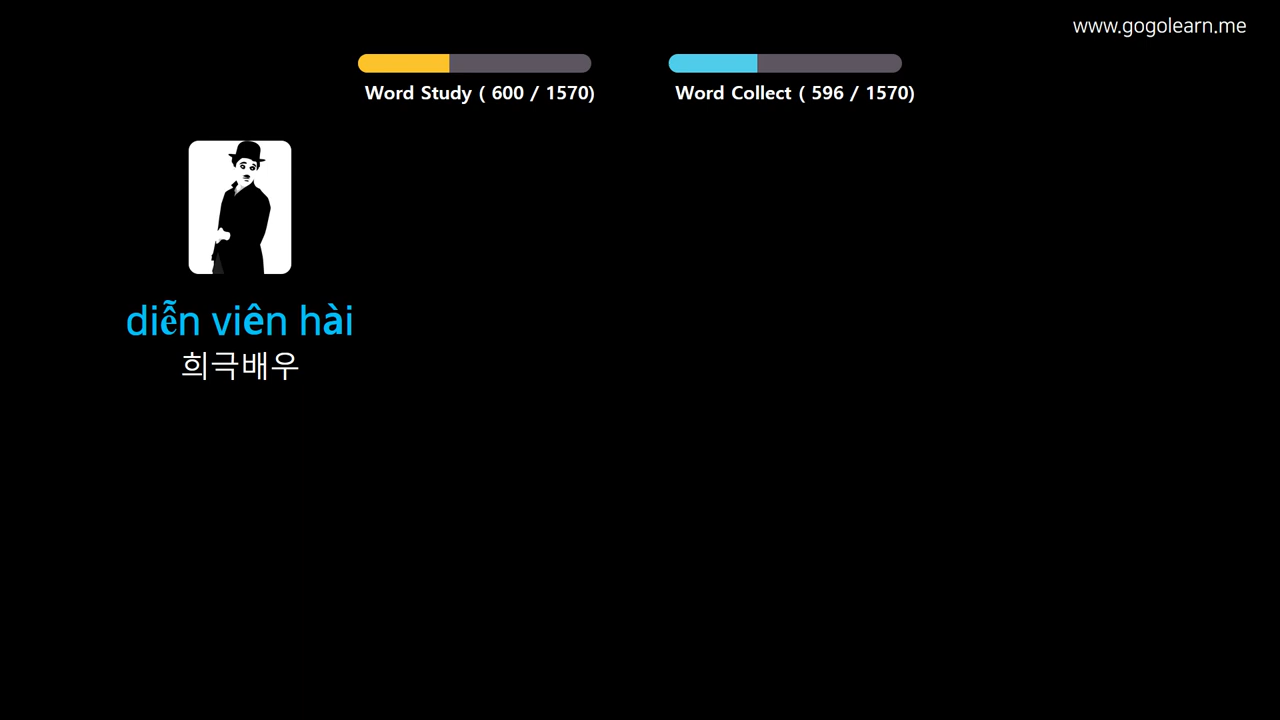 www.gogolearn.me
Word Study ( 600 / 1570)
Word Collect ( 596 / 1570)
diễn viên hài
희극배우